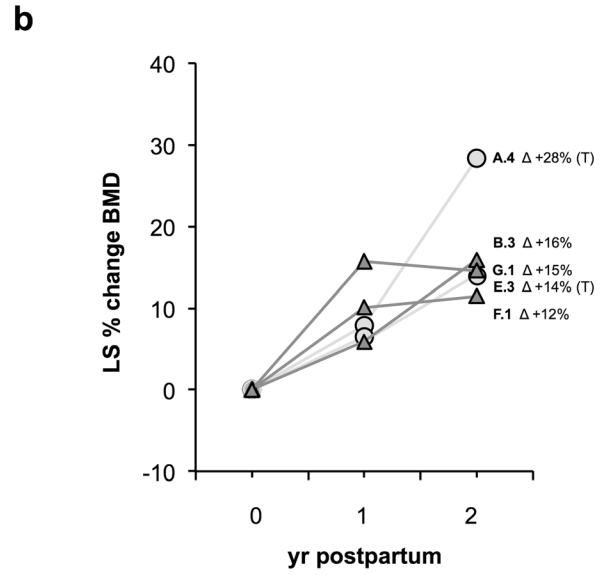 b
LS % change BMD
40
30
20
10
0
-10
A.4 Δ +28% (T)
B.3 Δ +16%
G.1 Δ +15%
E.3 Δ +14% (T)
F.1 Δ +12%
0 1 2
yr postpartum